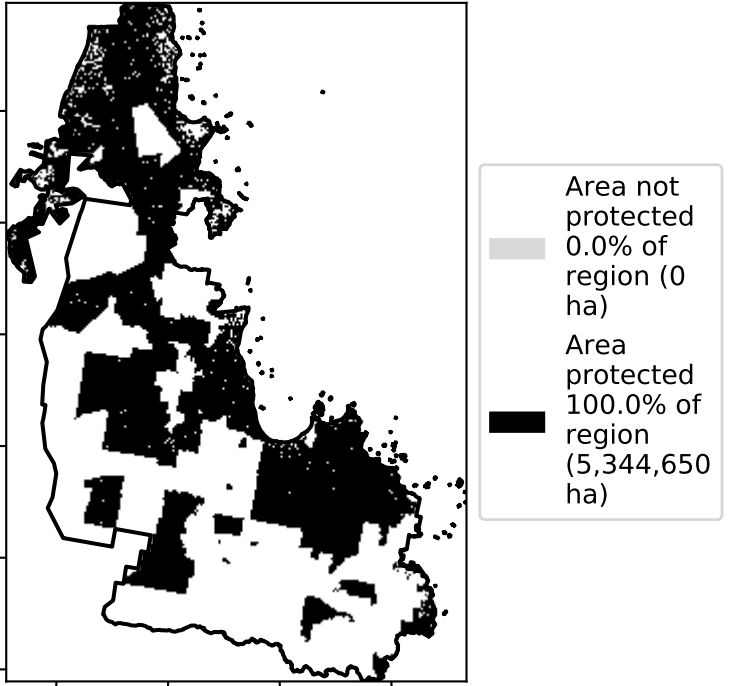 Area not
protected
0.0% of
region (0
ha)
Area
protected
100.0% of
region
(5,344,650
ha)